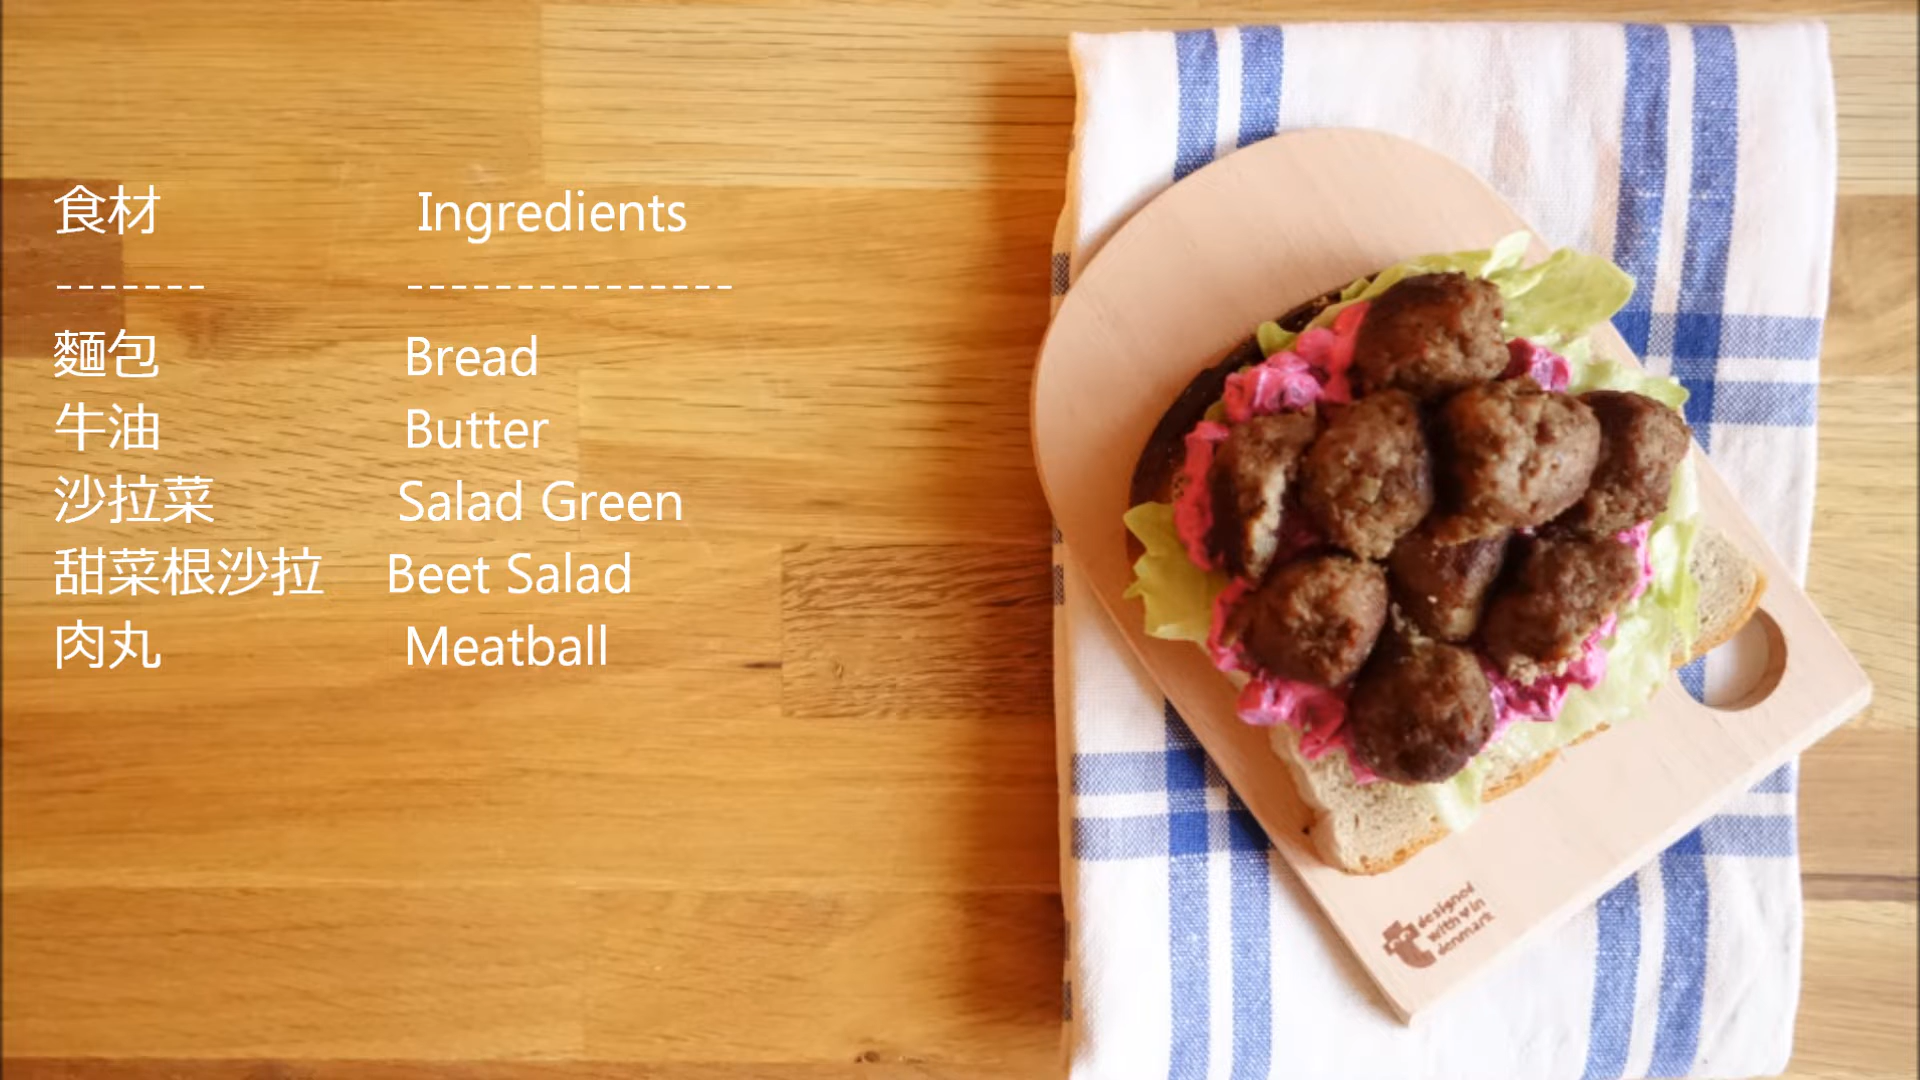 食材 Ingredients
------- ---------------
麵包 Bread
牛油 Butter
沙拉菜 Salad Green
甜菜根沙拉 Beet Salad
肉丸 Meatball
designed
with ♥ in
denmark